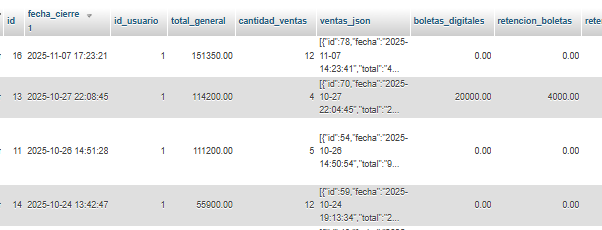 id fecha_cierre 1 id_usuario total_general cantidad_ventas ventas_json boletas_digitales retencion_boletas
16 2025-11-07 17:23:21 1 151350.00 12 [{"id":78,"fecha":"2025-
11-07
14:23:41","total":"4... 0.00 0.00
13 2025-10-27 22:08:45 1 114200.00 4 [{"id":70,"fecha":"2025-
10-27
22:04:45","total":"2... 20000.00 4000.00
11 2025-10-26 14:51:28 1 111200.00 5 [{"id":54,"fecha":"2025-
10-26
14:50:54","total":"9... 0.00 0.00
14 2025-10-24 13:42:47 1 55900.00 12 [{"id":59,"fecha":"2025-
10-24
19:13:34","total":"2... 0.00 0.00